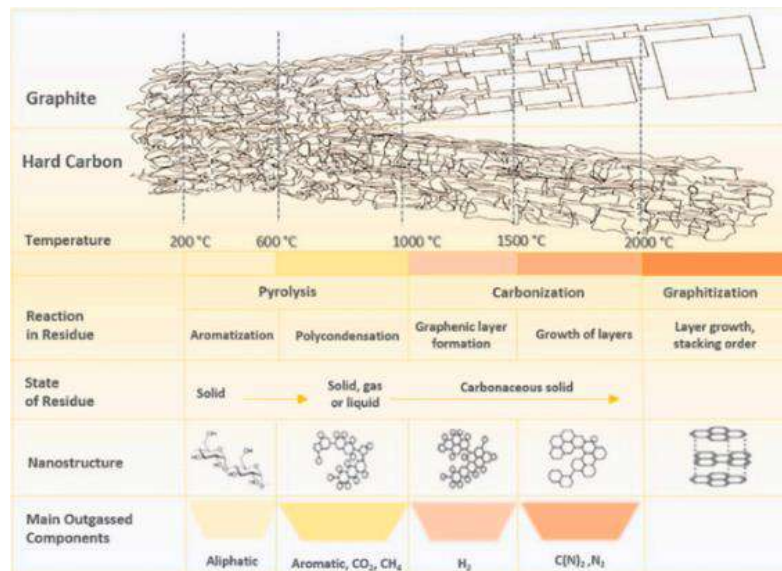 Graphite
Hard Carbon
Temperature
200 °C
600 °C
1000 °C
1500 °C
2000 °C
Pyrolysis
Carbonization
Graphitization
Reaction
in Residue
Aromatization
Polycondensation
Graphenic layer
formation
Growth of layers
Layer growth,
stacking order
State
of Residue
Solid
Solid, gas
or liquid
Carbonaceous solid
Nanostructure
Main Outgassed
Components
Aliphatic
Aromatic, CO₂, CH₄
H₂
C(N)₂ ,N₂